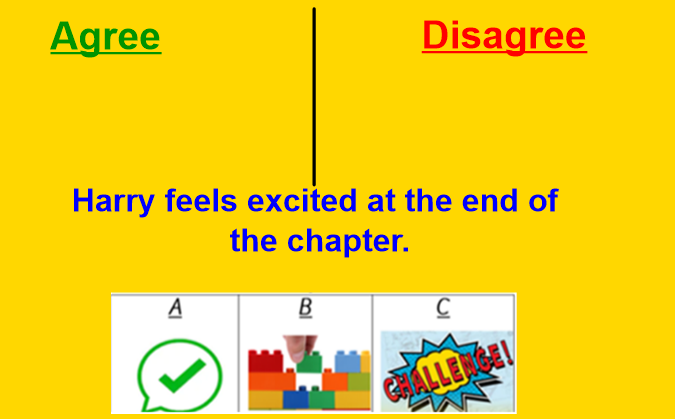 Agree Disagree
Harry feels excited at the end of
the chapter.
A B C
CHALLENGE!